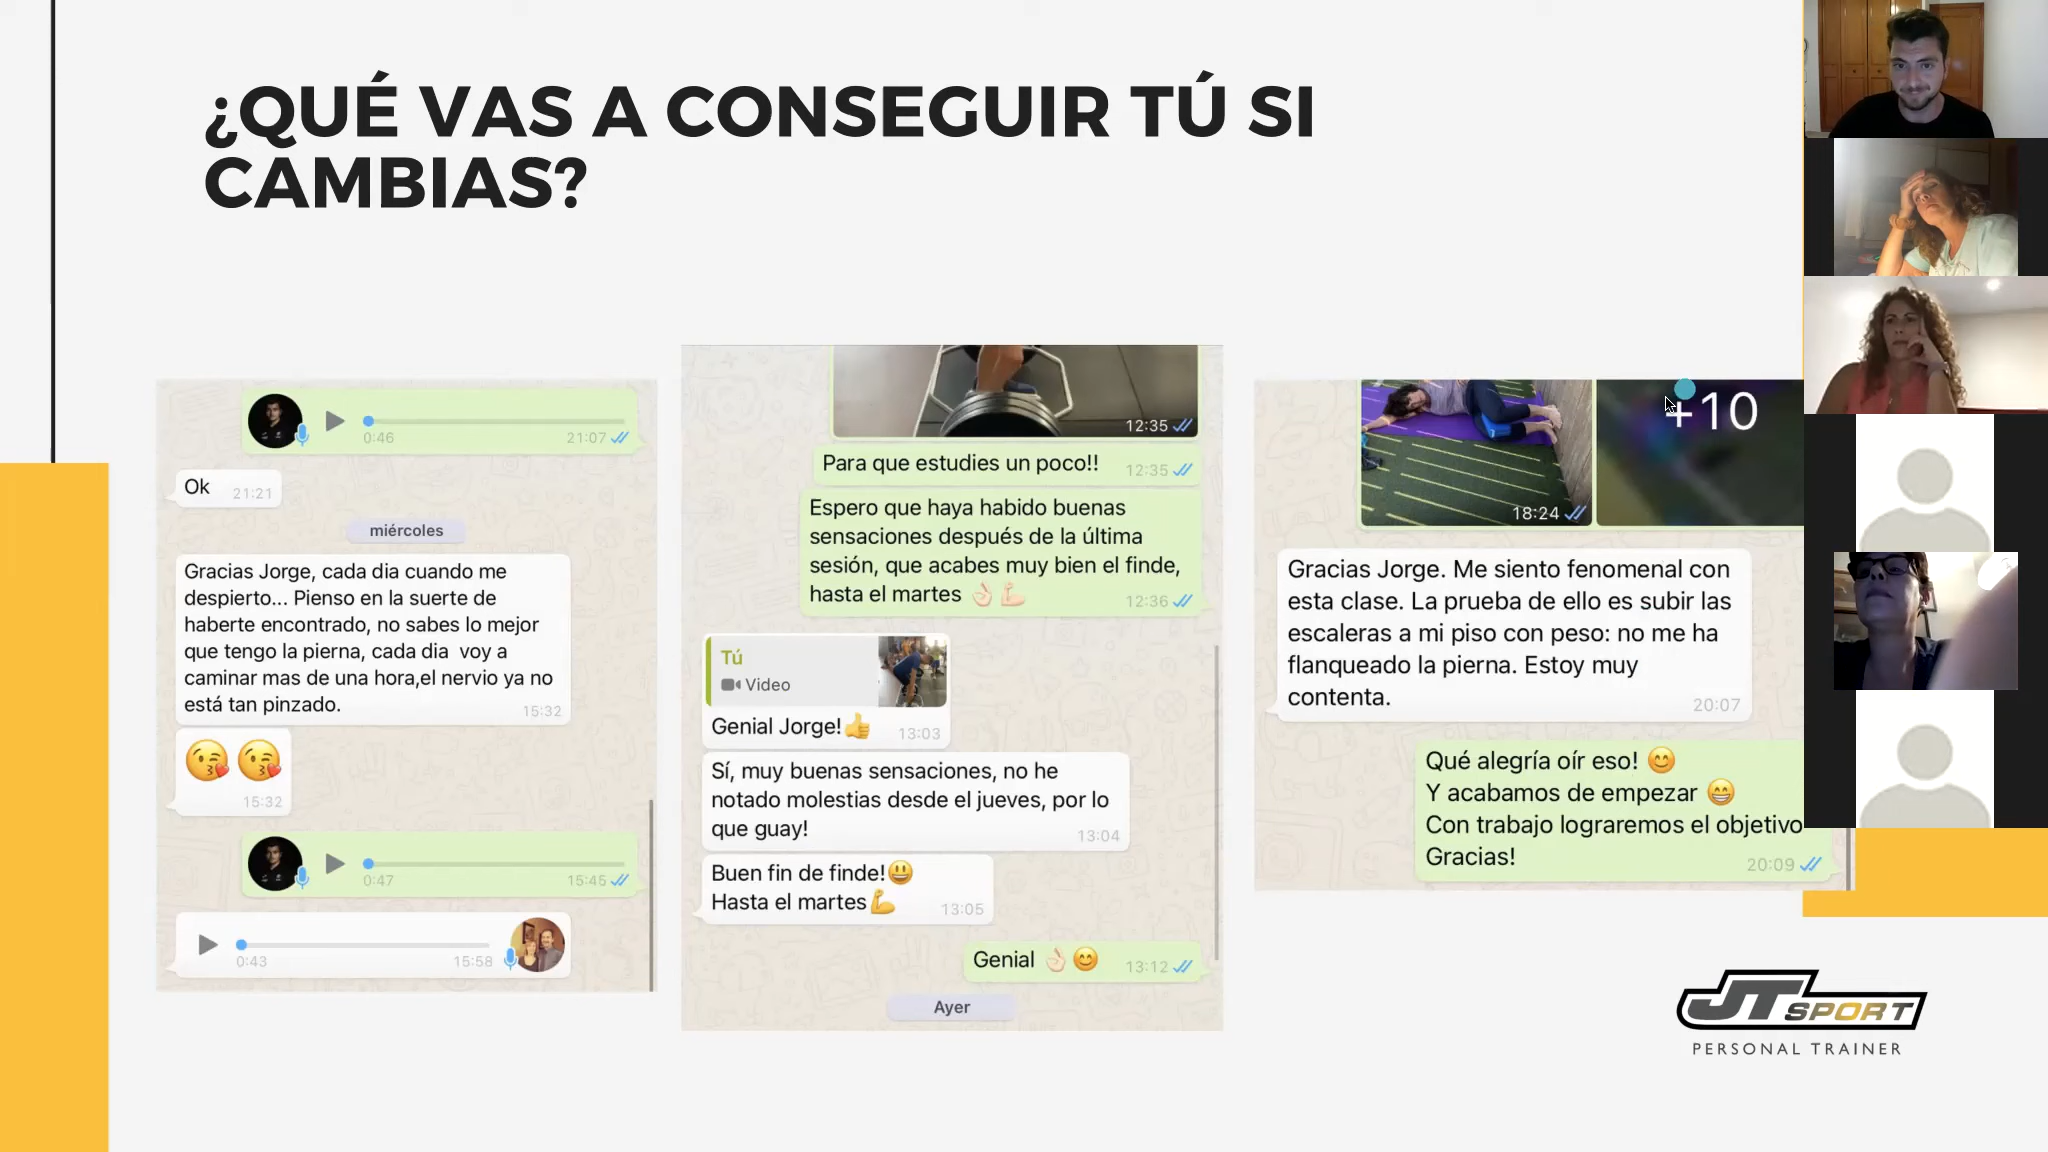 ¿QUÉ VAS A CONSEGUIR TÚ SI
CAMBIAS?
0:46
21:07
Ok
21:21
miércoles
Gracias Jorge, cada dia cuando me
despierto... Pienso en la suerte de
haberte encontrado, no sabes lo mejor
que tengo la pierna, cada dia voy a
caminar mas de una hora,el nervio ya no
está tan pinzado.
15:32
15:32
0:47
15:45
0:43
15:58
12:35
Para que estudies un poco!!
12:35
Espero que haya habido buenas
sensaciones después de la última
sesión, que acabes muy bien el finde,
hasta el martes 👌🏻💪🏻
12:36
Tú
Video
Genial Jorge!👍
13:03
Sí, muy buenas sensaciones, no he
notado molestias desde el jueves, por lo
que guay!
13:04
Buen fin de finde!😃
Hasta el martes💪
13:05
Genial 👌🏻😊
13:12
Ayer
+10
18:24
Gracias Jorge. Me siento fenomenal con
esta clase. La prueba de ello es subir las
escaleras a mi piso con peso: no me ha
flanqueado la pierna. Estoy muy
contenta.
20:07
Qué alegría oír eso! 😊
Y acabamos de empezar 😁
Con trabajo lograremos el objetivo
Gracias!
20:09
JT SPORT
PERSONAL TRAINER